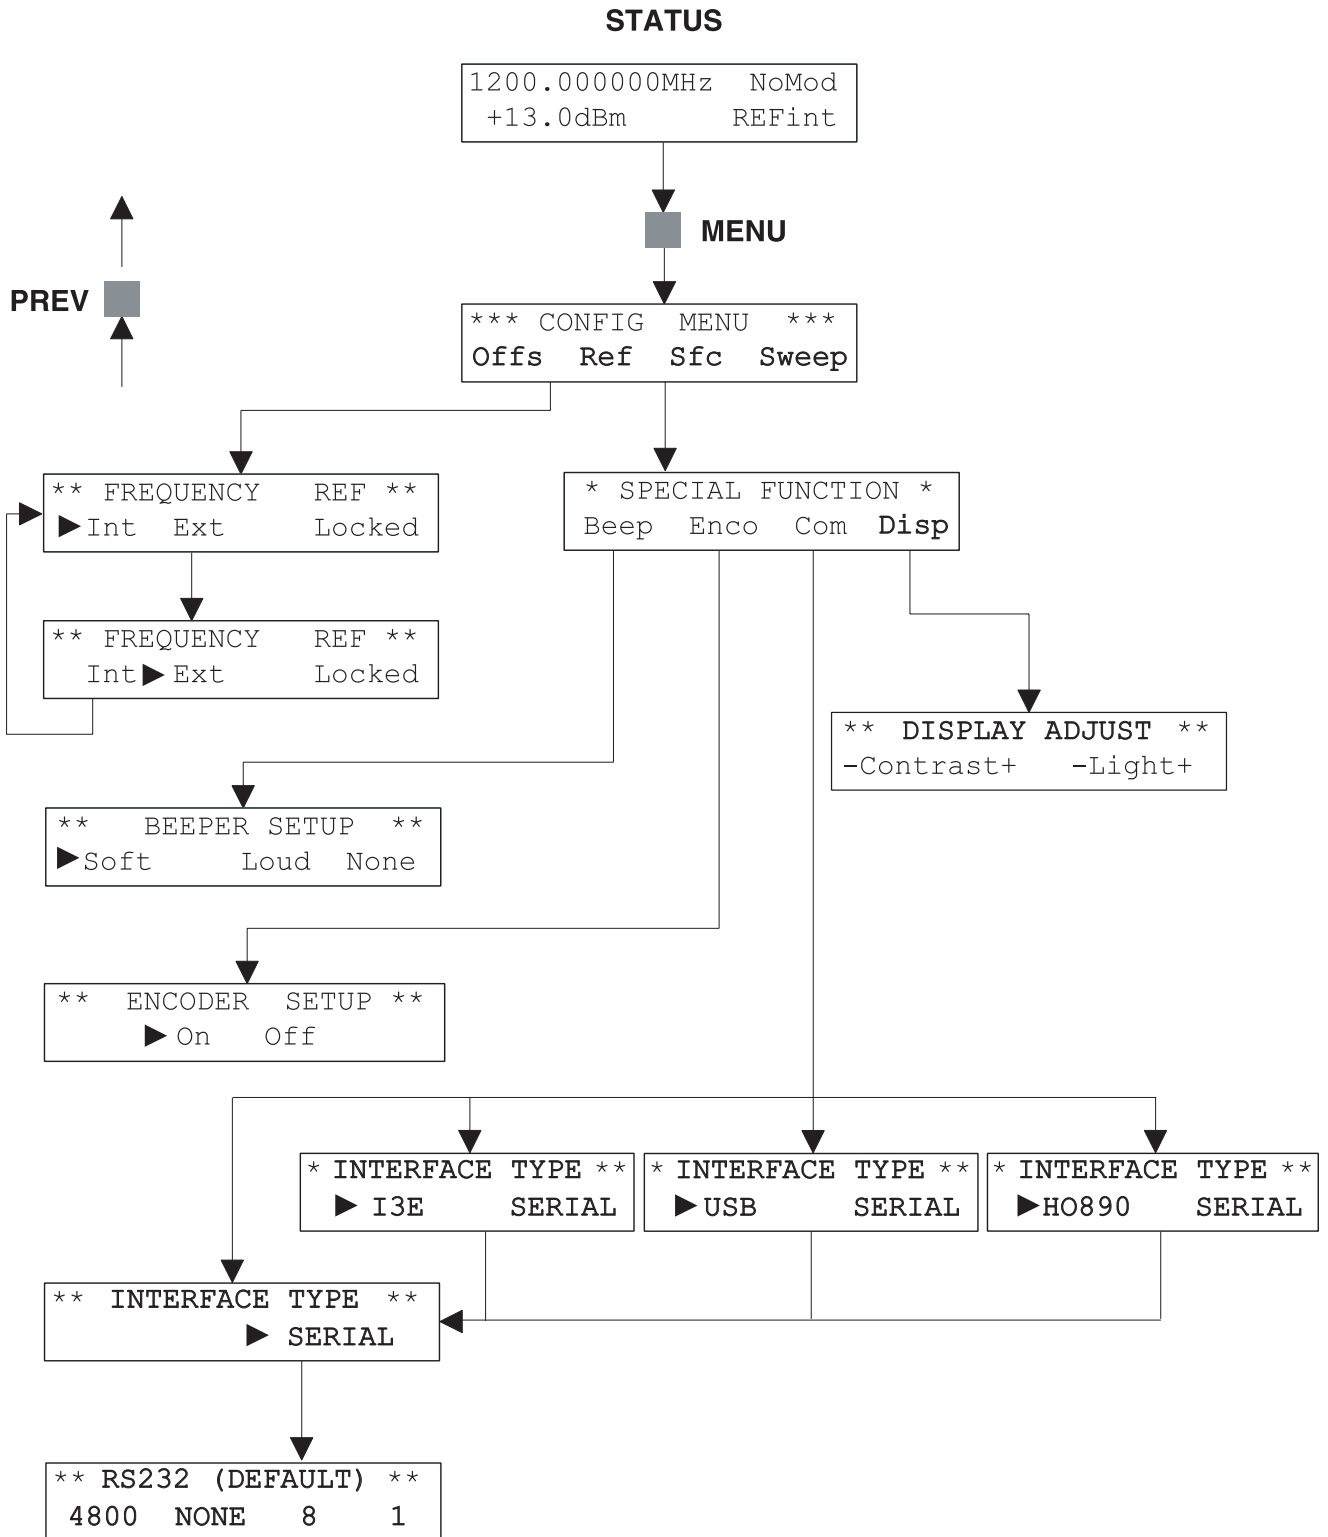 STATUS
1200.000000MHz NoMod
+13.0dBm REFint
MENU
PREV
*** CONFIG MENU ***
Offs Ref Sfc Sweep
** FREQUENCY REF **
▶Int Ext Locked
* SPECIAL FUNCTION *
Beep Enco Com Disp
** FREQUENCY REF **
Int▶Ext Locked
** DISPLAY ADJUST **
-Contrast+ -Light+
** BEEPER SETUP **
▶Soft Loud None
** ENCODER SETUP **
▶On Off
* INTERFACE TYPE **
▶ I3E SERIAL
* INTERFACE TYPE **
▶USB SERIAL
* INTERFACE TYPE **
▶HO890 SERIAL
** INTERFACE TYPE **
▶ SERIAL
** RS232 (DEFAULT) **
4800 NONE 8 1